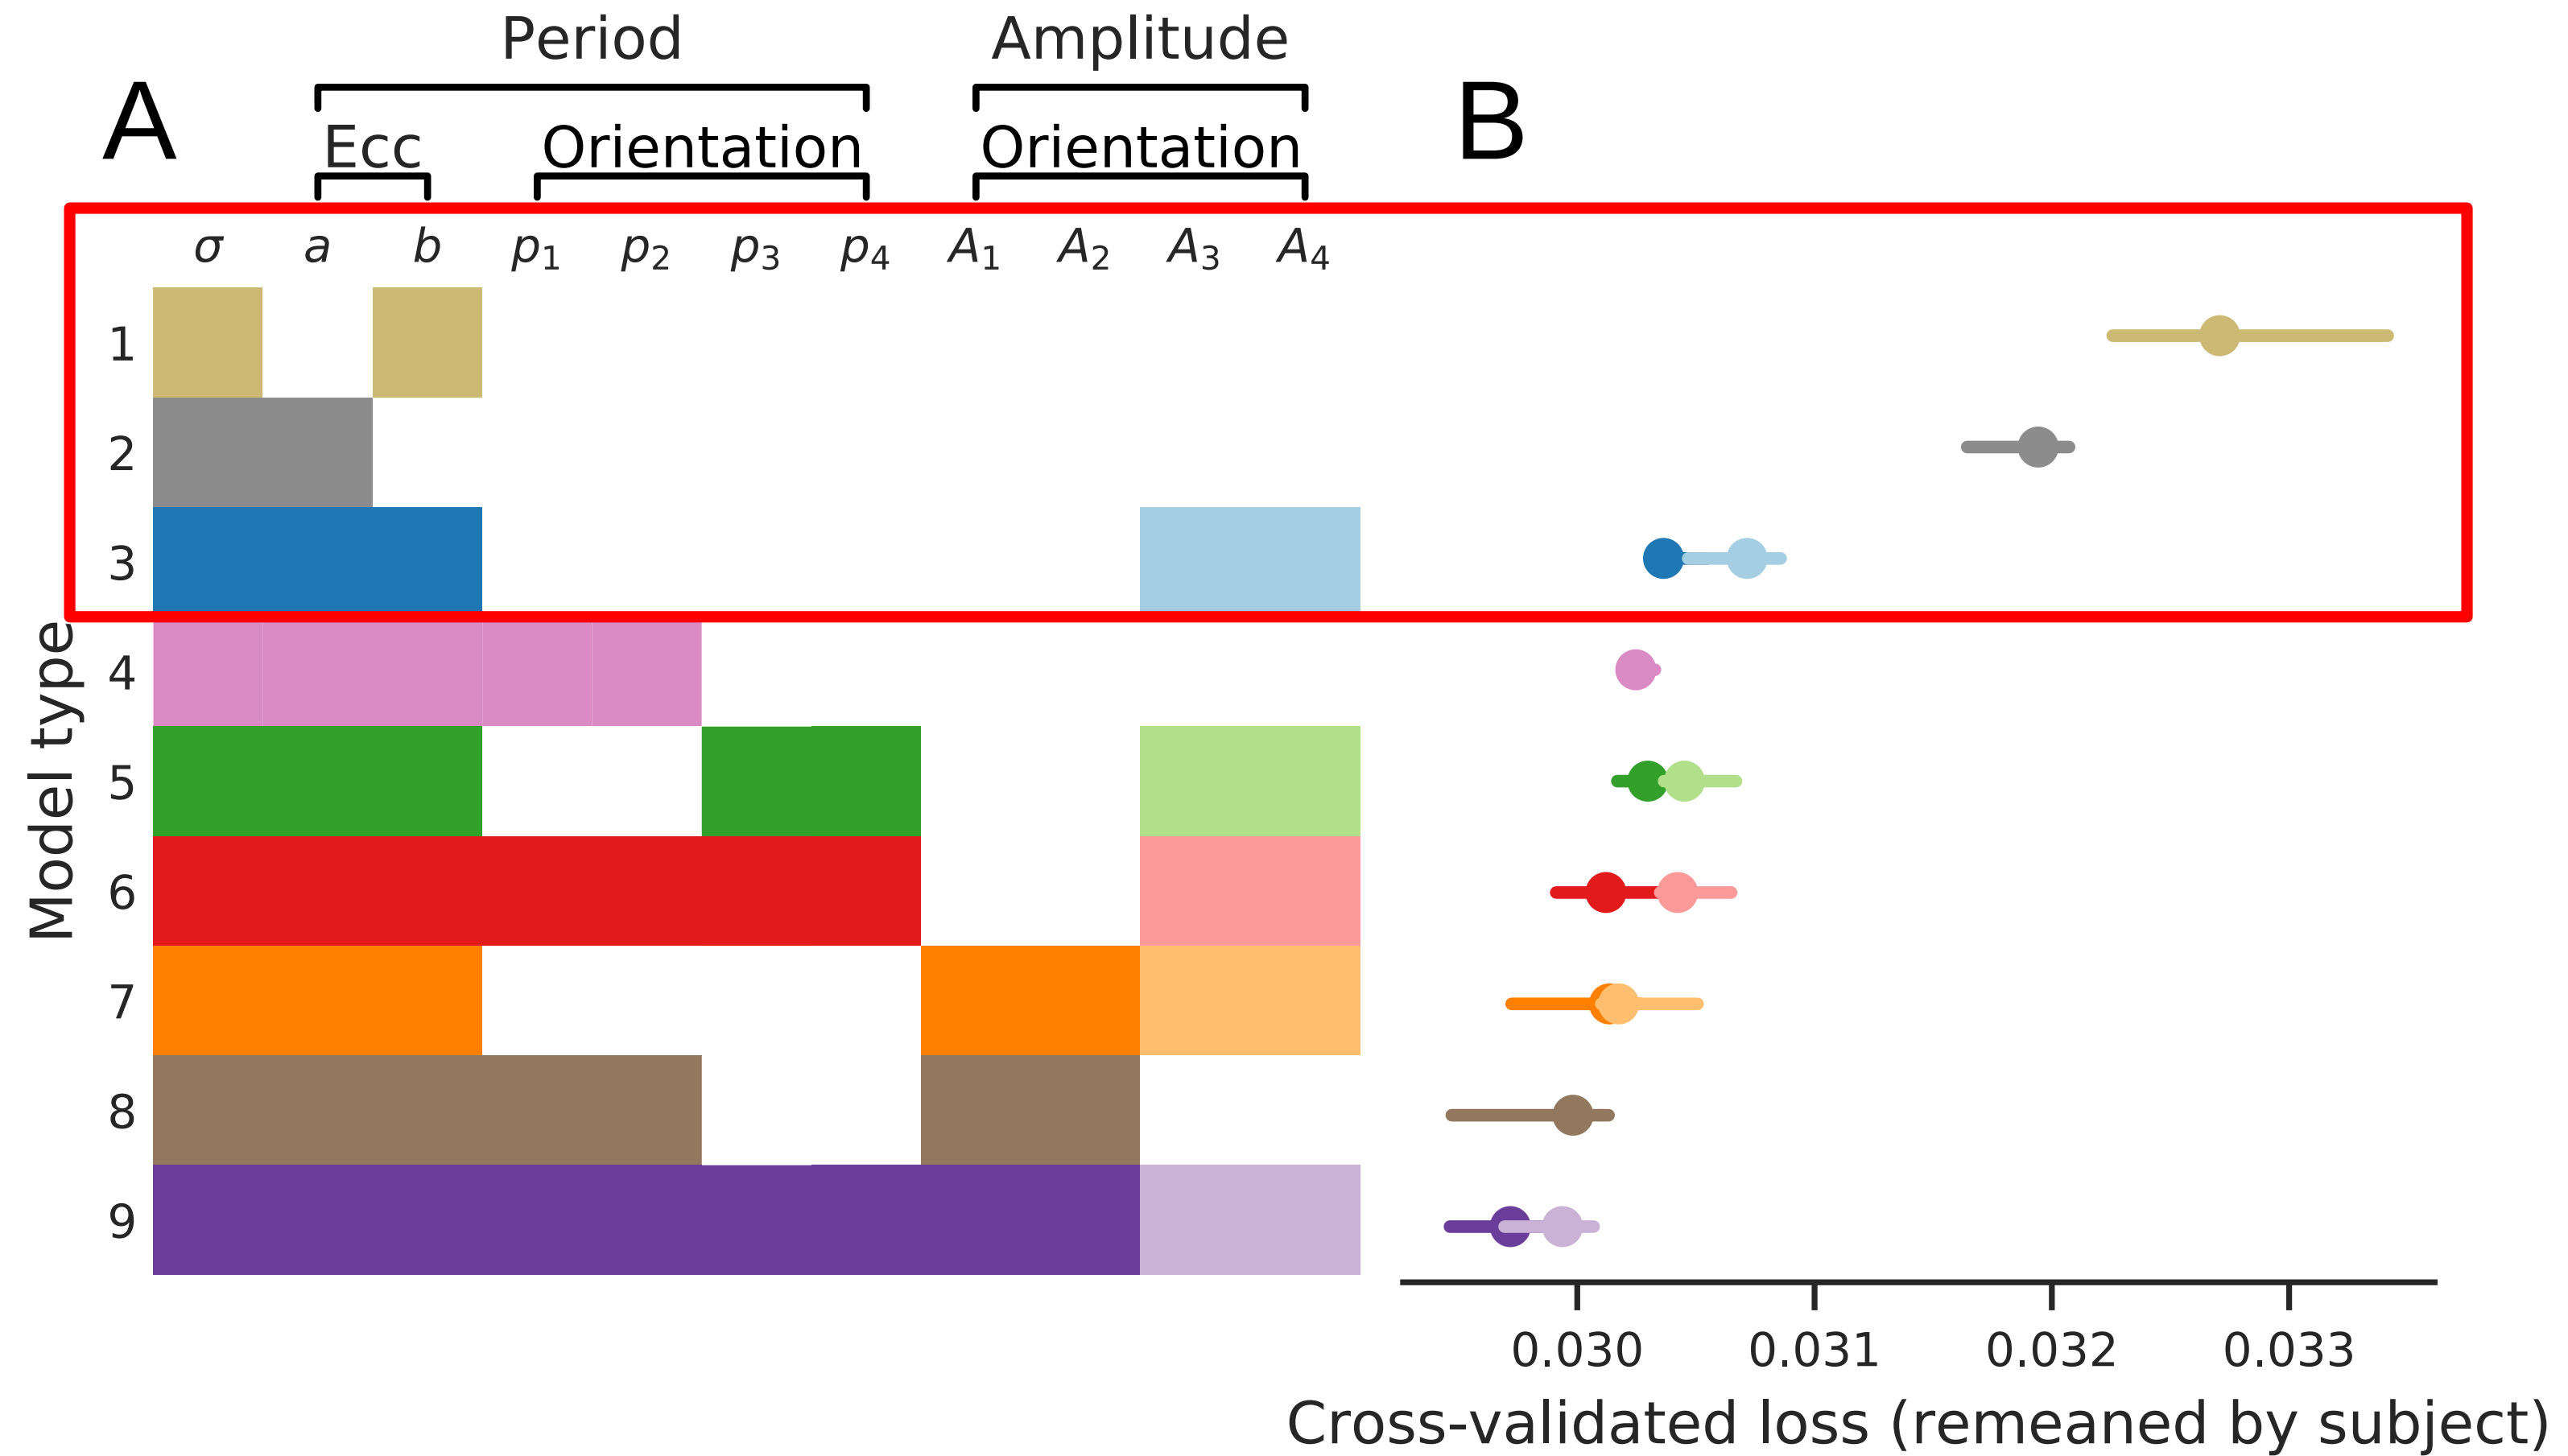 Period Amplitude
A B
Ecc Orientation Orientation
σ a b p₁ p₂ p₃ p₄ A₁ A₂ A₃ A₄
1
2
3
4
5
6
7
8
9
Model type
0.030 0.031 0.032 0.033
Cross-validated loss (remeaned by subject)